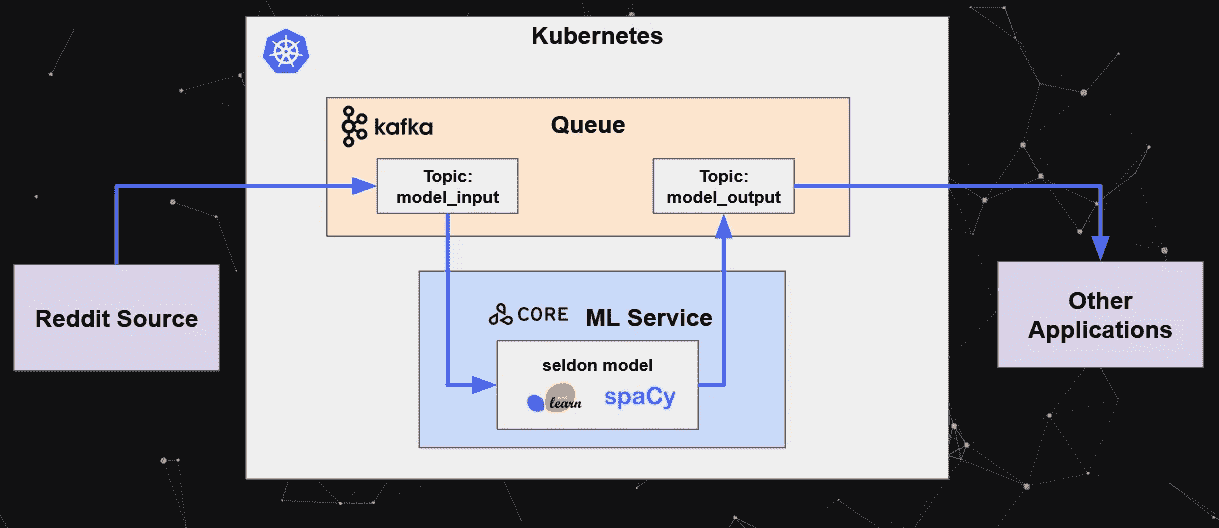 Kubernetes
kafka
Queue
Topic:
model_input
Topic:
model_output
Reddit Source
CORE
ML Service
seldon model
learn
spaCy
Other
Applications